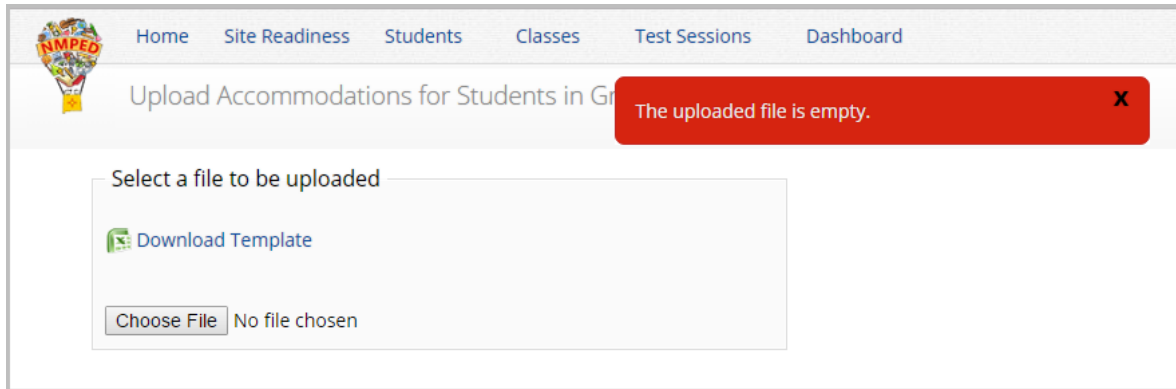 NMPED
Home Site Readiness Students Classes Test Sessions Dashboard
Upload Accommodations for Students in Gr
The uploaded file is empty. X
Select a file to be uploaded
Download Template
Choose File No file chosen